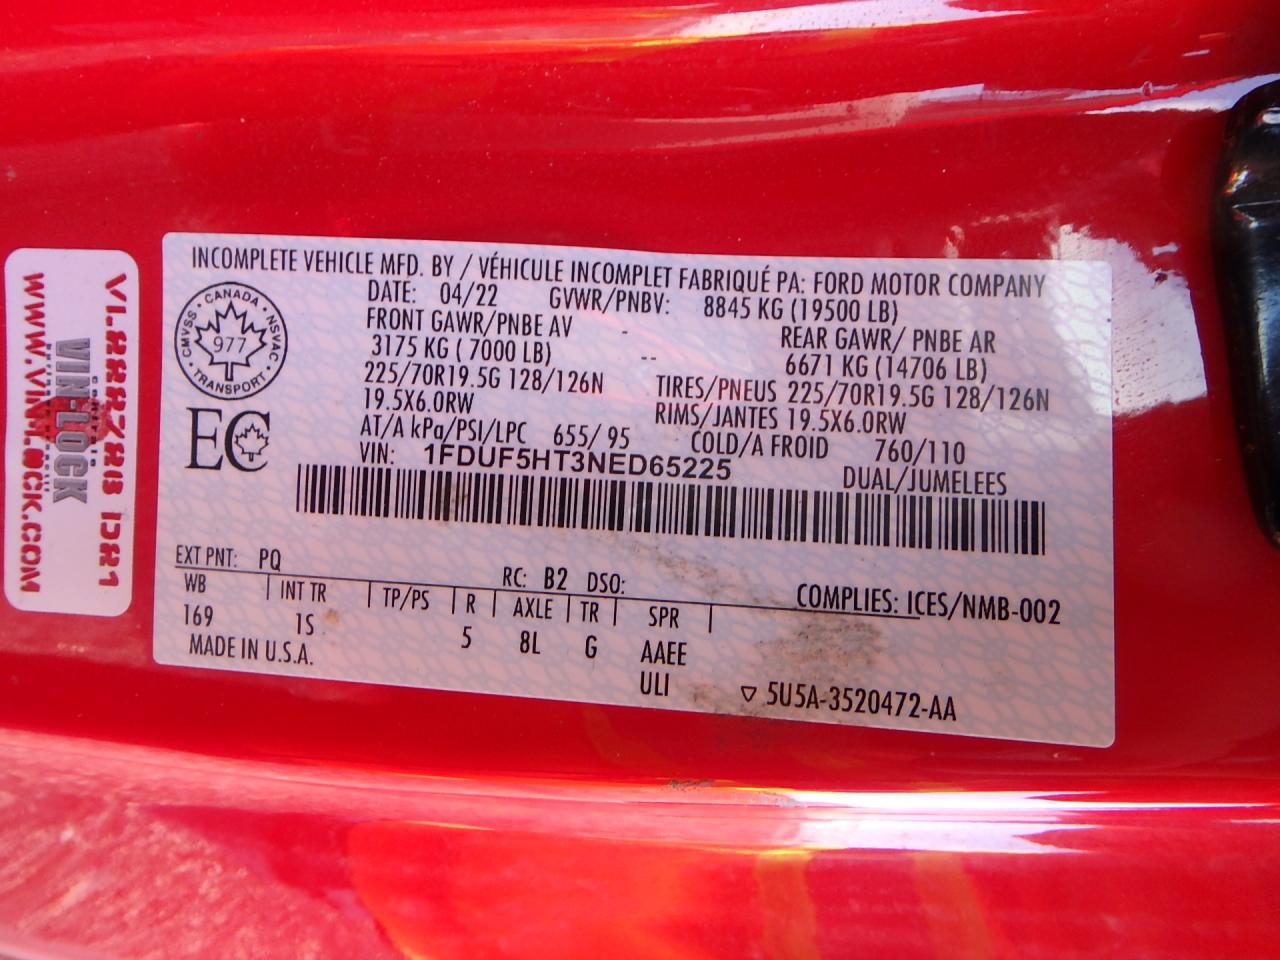 INCOMPLETE VEHICLE MFD. BY / VÉHICULE INCOMPLET FABRIQUÉ PA: FORD MOTOR COMPANY
DATE: 04/22 GVWR/PNBV: 8845 KG (19500 LB)
FRONT GAWR/PNBE AV - REAR GAWR/ PNBE AR
3175 KG ( 7000 LB) -- 6671 KG (14706 LB)
225/70R19.5G 128/126N TIRES/PNEUS 225/70R19.5G 128/126N
19.5X6.0RW RIMS/JANTES 19.5X6.0RW
AT/A kPa/PSI/LPC 655/ 95 COLD/A FROID 760/110
VIN: 1FDUF5HT3NED65225 DUAL/JUMELEES
CANADA
CMVSS NSVAC
977
TRANSPORT
EC
EXT PNT: PQ RC: B2 DSO: COMPLIES: ICES/NMB-002
WB INT TR TP/PS R AXLE TR SPR
169 1S 5 8L G AAEE
MADE IN U.S.A. ULI 5U5A-3520472-AA
VIN-LOCK
WWW.VINLOCK.COM